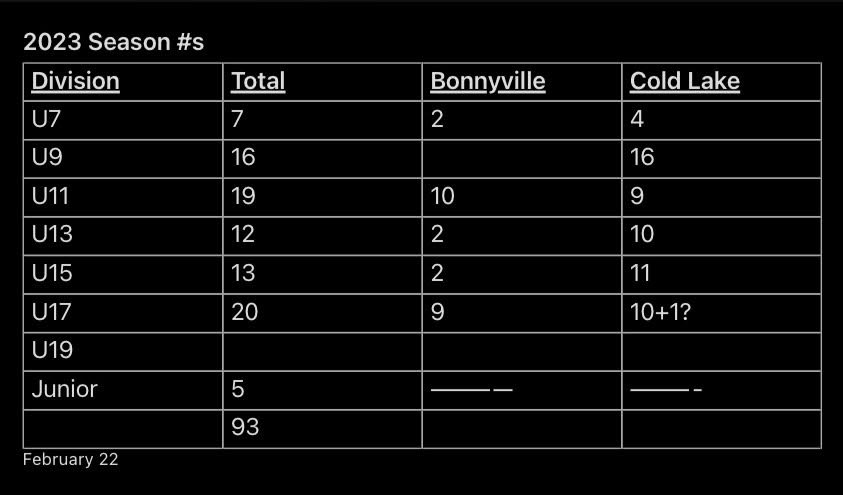 2023 Season #s
Division Total Bonnyville Cold Lake
U7 7 2 4
U9 16 16
U11 19 10 9
U13 12 2 10
U15 13 2 11
U17 20 9 10+1?
U19
Junior 5 ——— — ——— -
93
February 22